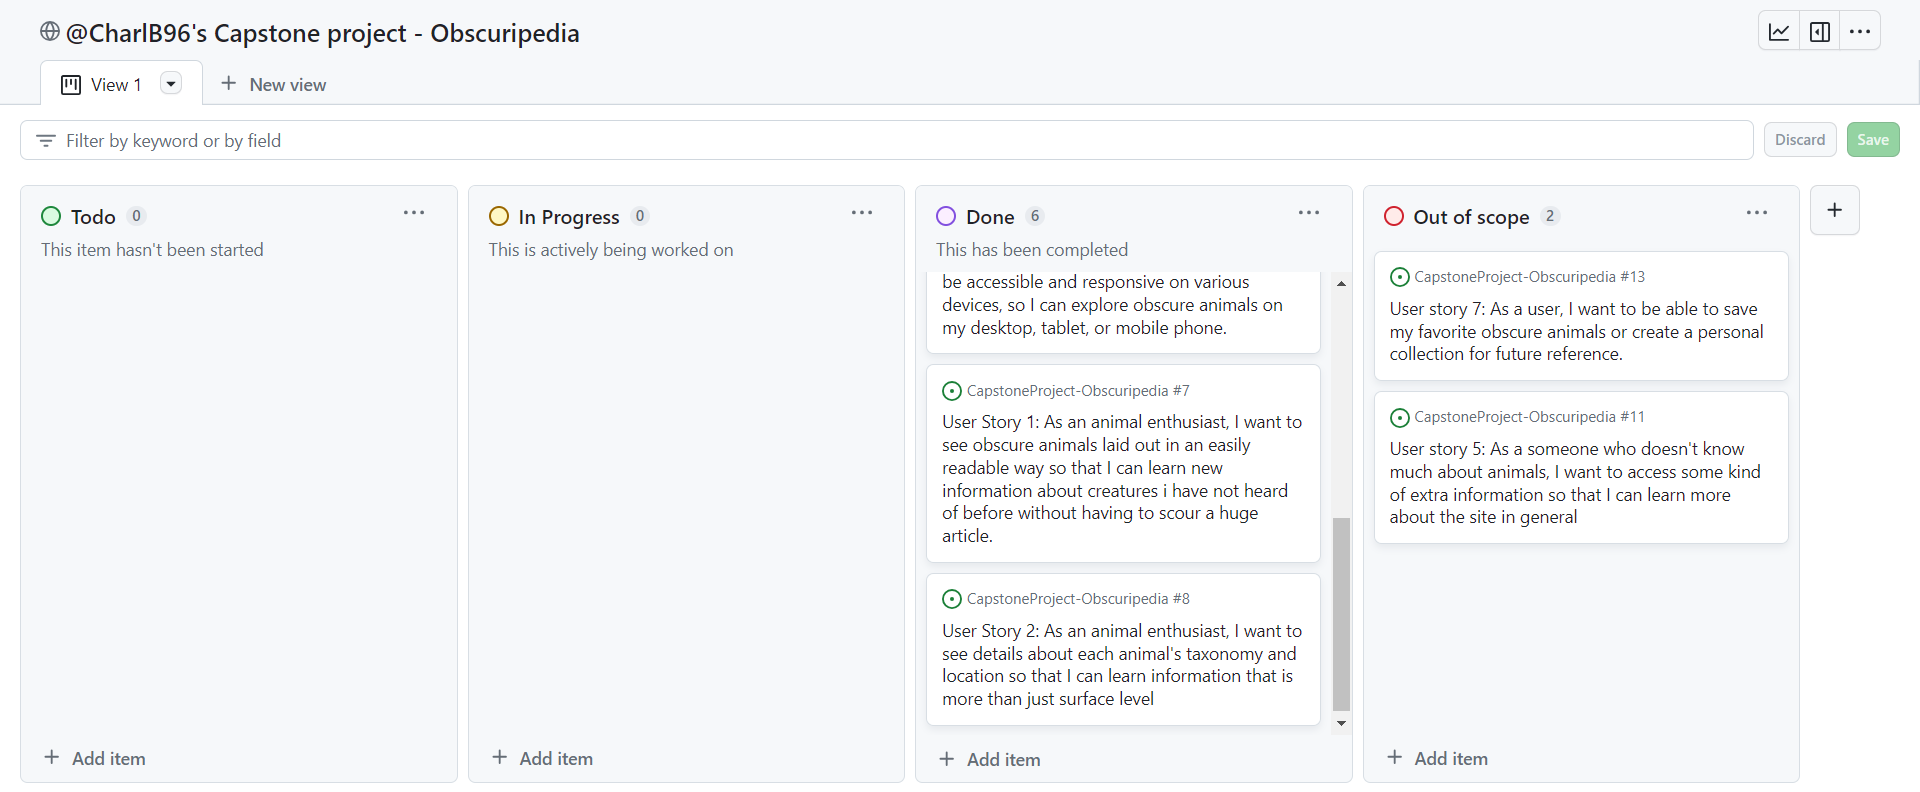 @CharlB96's Capstone project - Obscuripedia
View 1
New view
Filter by keyword or by field
Discard
Save
Todo 0
This item hasn't been started
Add item
In Progress 0
This is actively being worked on
Add item
Done 6
This has been completed
be accessible and responsive on various
devices, so I can explore obscure animals on
my desktop, tablet, or mobile phone.
CapstoneProject-Obscuripedia #7
User Story 1: As an animal enthusiast, I want to
see obscure animals laid out in an easily
readable way so that I can learn new
information about creatures i have not heard
of before without having to scour a huge
article.
CapstoneProject-Obscuripedia #8
User Story 2: As an animal enthusiast, I want to
see details about each animal's taxonomy and
location so that I can learn information that is
more than just surface level
Add item
Out of scope 2
CapstoneProject-Obscuripedia #13
User story 7: As a user, I want to be able to save
my favorite obscure animals or create a personal
collection for future reference.
CapstoneProject-Obscuripedia #11
User story 5: As a someone who doesn't know
much about animals, I want to access some kind
of extra information so that I can learn more
about the site in general
Add item